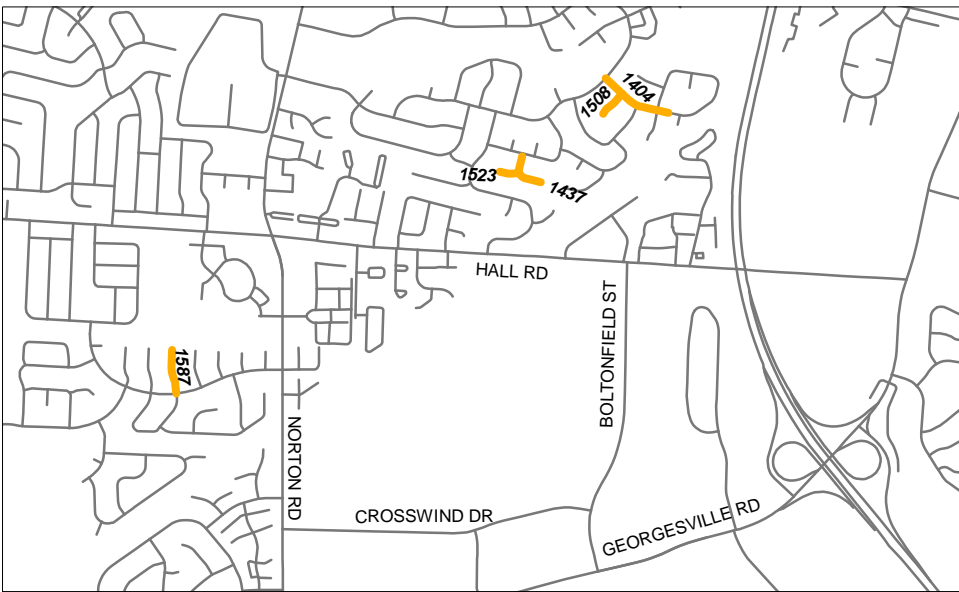 1404
1508
1523
1437
HALL RD
BOLTONFIELD ST
1587
NORTON RD
CROSSWIND DR
GEORGESVILLE RD